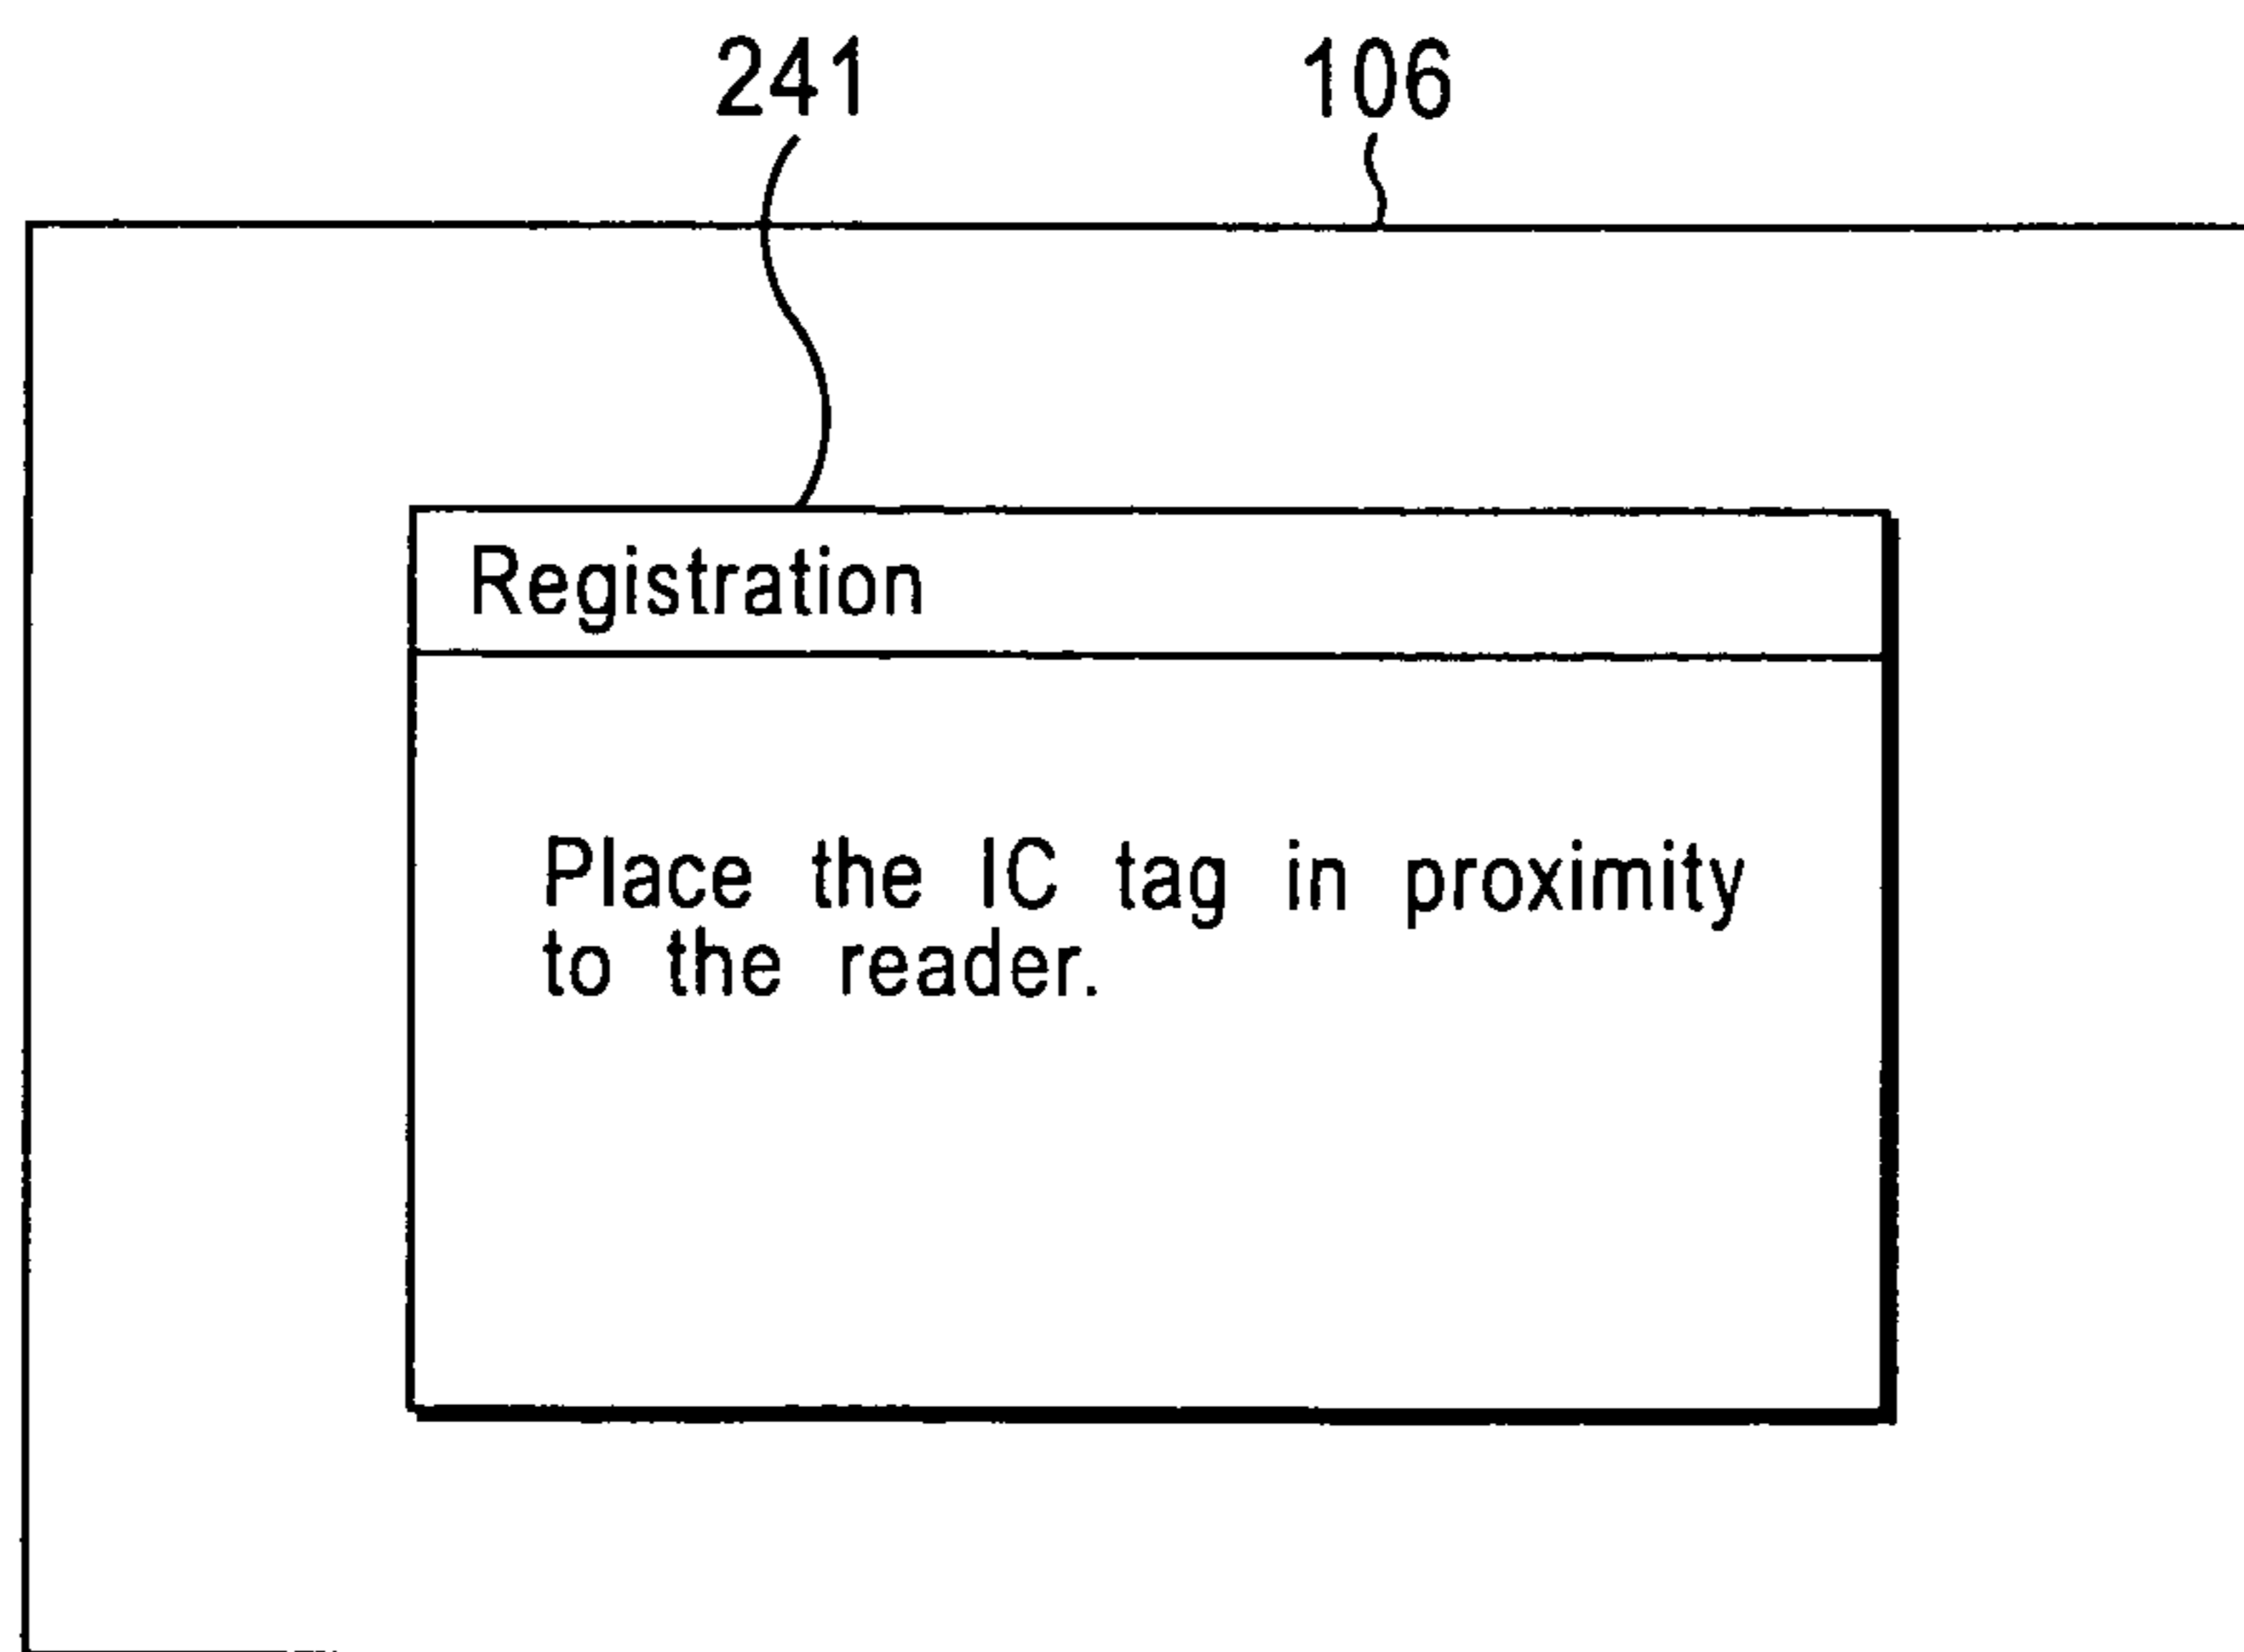 241 106
Registration
Place the IC tag in proximity
to the reader.